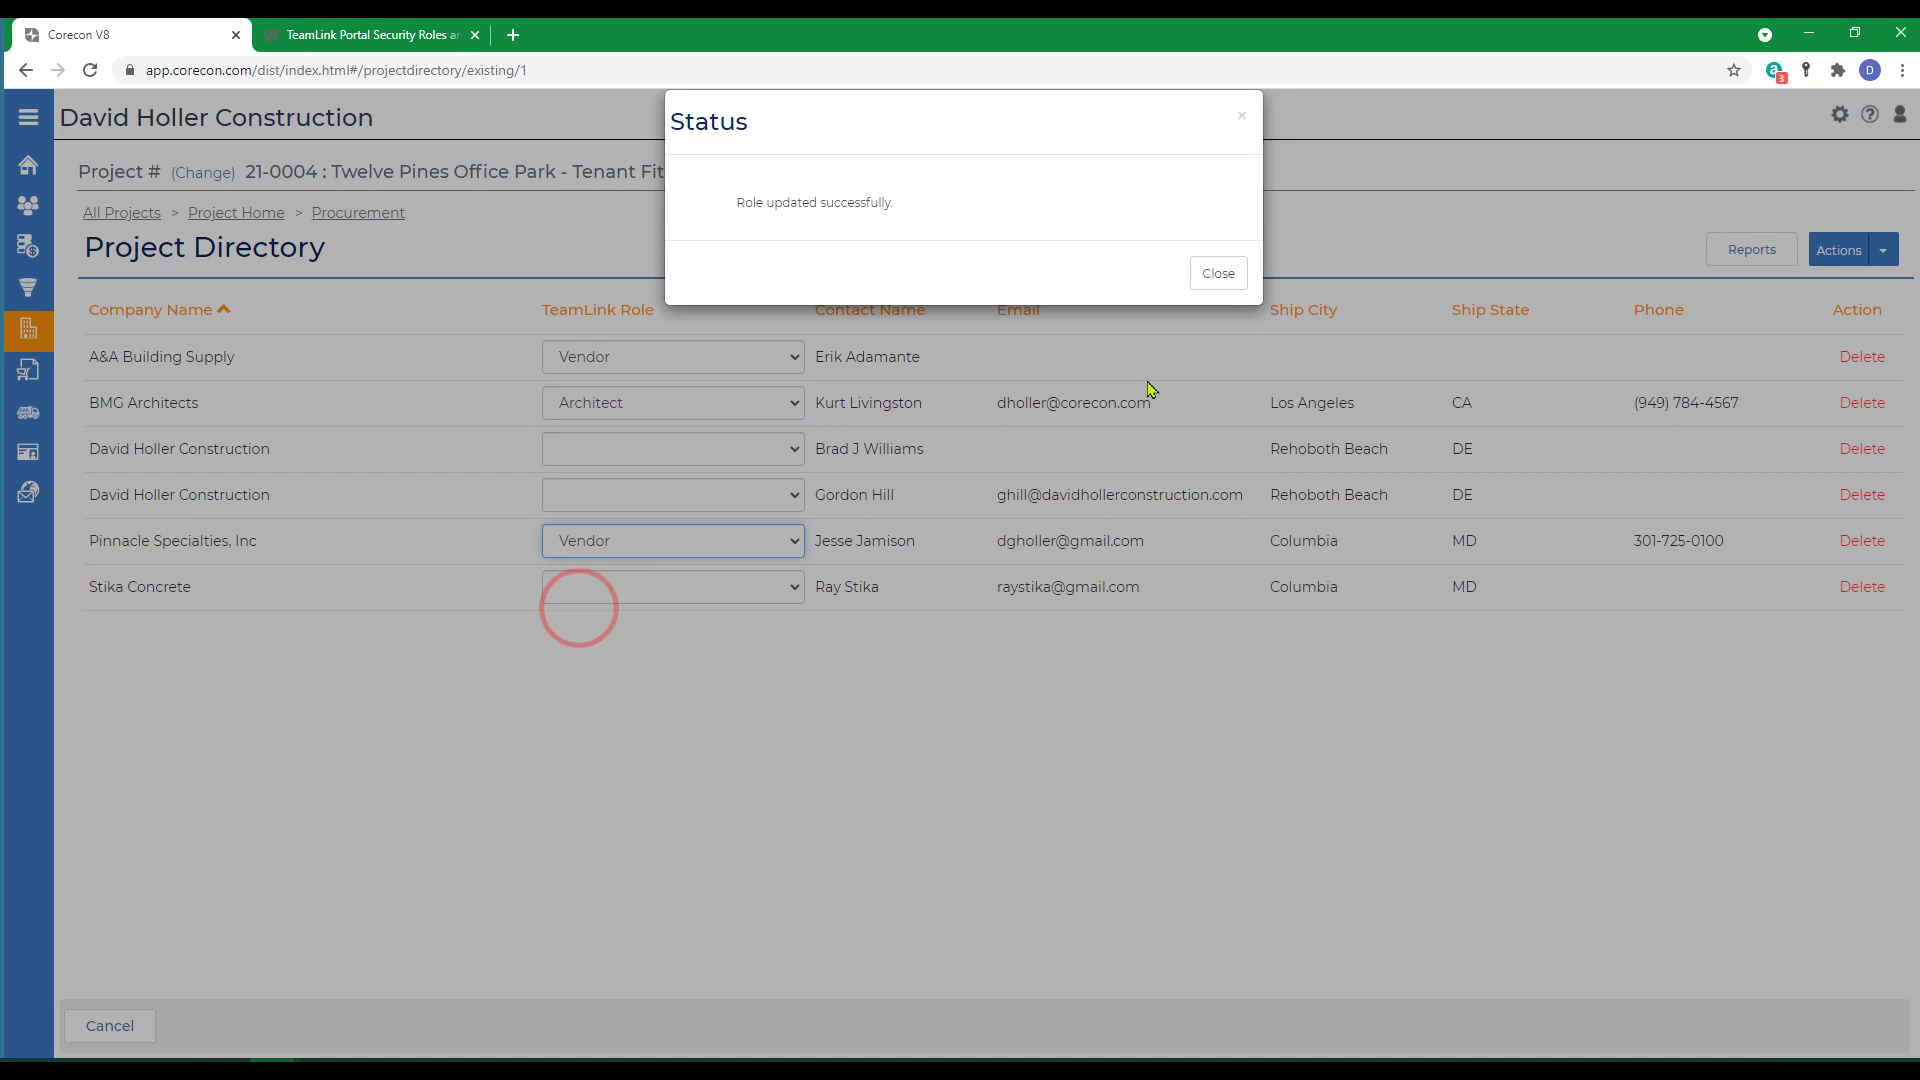 Corecon V8
TeamLink Portal Security Roles a
app.corecon.com/dist/index.html#/projectdirectory/existing/1
3
D
David Holler Construction
Status
Project # (Change) 21-0004 : Twelve Pines Office Park - Tenant Fit
Role updated successfully.
All Projects > Project Home > Procurement
Project Directory
Reports
Actions
Close
Company Name TeamLink Role Contact Name Email Ship City Ship State Phone Action
A&A Building Supply Vendor Erik Adamante Delete
BMG Architects Architect Kurt Livingston dholler@corecon.com Los Angeles CA (949) 784-4567 Delete
David Holler Construction Brad J Williams Rehoboth Beach DE Delete
David Holler Construction Gordon Hill ghill@davidhollerconstruction.com Rehoboth Beach DE Delete
Pinnacle Specialties, Inc Vendor Jesse Jamison dgholler@gmail.com Columbia MD 301-725-0100 Delete
Stika Concrete Ray Stika raystika@gmail.com Columbia MD Delete
Cancel